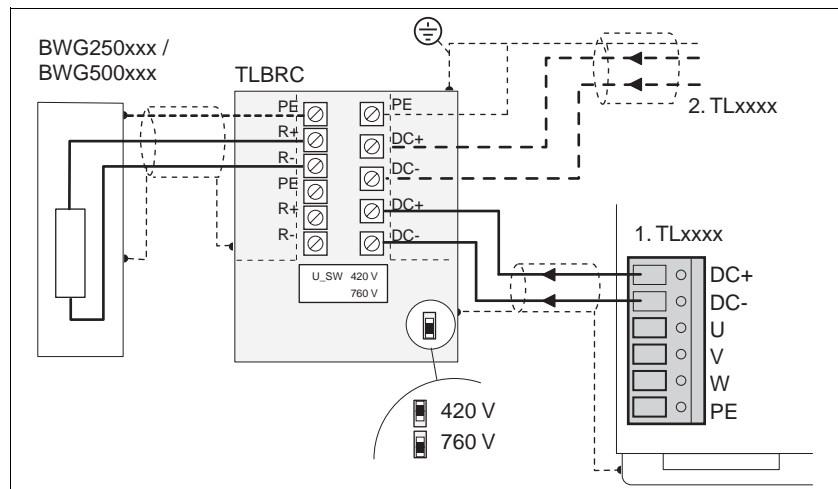 BWG250xxx /
BWG500xxx
TLBRC
PE
R+
R-
PE
R+
R-
PE
DC+
DC-
DC+
DC-
U_SW 420 V
760 V
420 V
760 V
2. TLxxxx
1. TLxxxx
DC+
DC-
U
V
W
PE